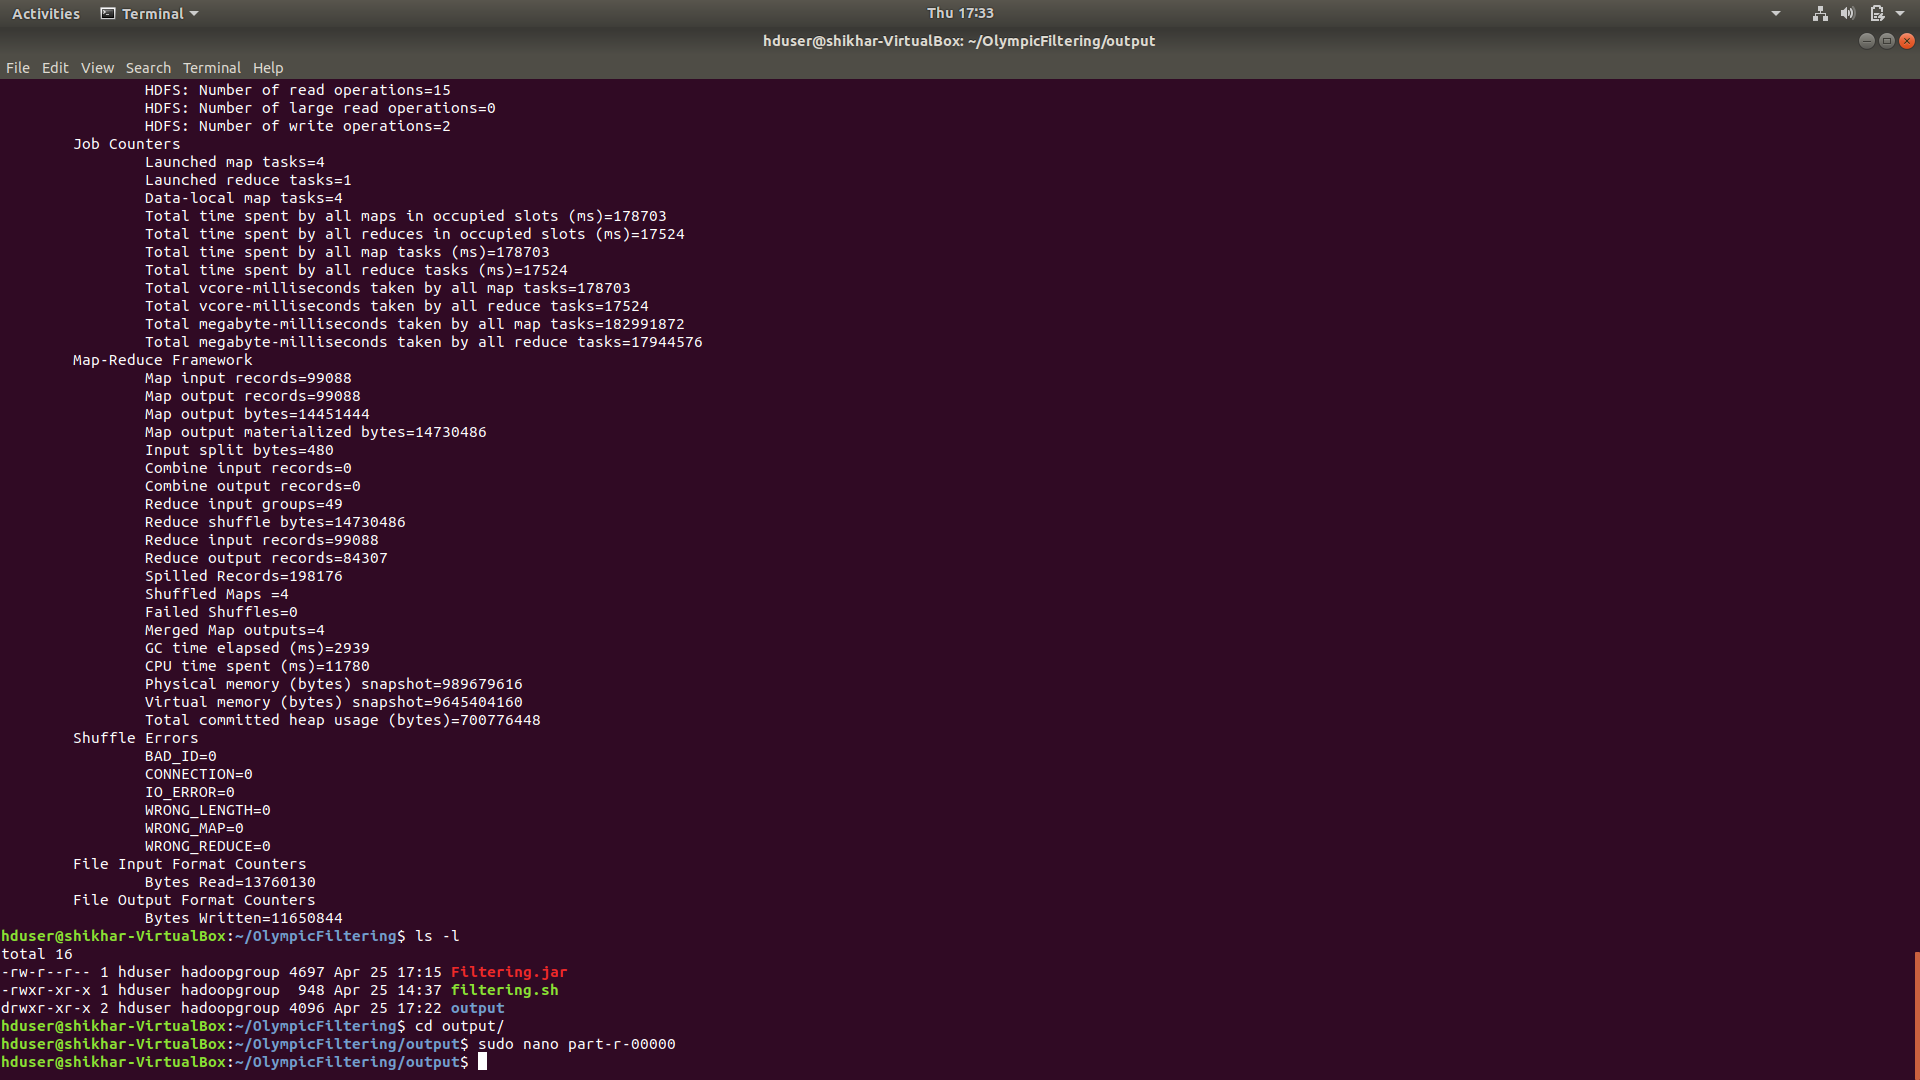 Activities Terminal Thu 17:33
hduser@shikhar-VirtualBox: ~/OlympicFiltering/output
File Edit View Search Terminal Help
HDFS: Number of read operations=15
HDFS: Number of large read operations=0
HDFS: Number of write operations=2
Job Counters
Launched map tasks=4
Launched reduce tasks=1
Data-local map tasks=4
Total time spent by all maps in occupied slots (ms)=178703
Total time spent by all reduces in occupied slots (ms)=17524
Total time spent by all map tasks (ms)=178703
Total time spent by all reduce tasks (ms)=17524
Total vcore-milliseconds taken by all map tasks=178703
Total vcore-milliseconds taken by all reduce tasks=17524
Total megabyte-milliseconds taken by all map tasks=182991872
Total megabyte-milliseconds taken by all reduce tasks=17944576
Map-Reduce Framework
Map input records=99088
Map output records=99088
Map output bytes=14451444
Map output materialized bytes=14730486
Input split bytes=480
Combine input records=0
Combine output records=0
Reduce input groups=49
Reduce shuffle bytes=14730486
Reduce input records=99088
Reduce output records=84307
Spilled Records=198176
Shuffled Maps =4
Failed Shuffles=0
Merged Map outputs=4
GC time elapsed (ms)=2939
CPU time spent (ms)=11780
Physical memory (bytes) snapshot=989679616
Virtual memory (bytes) snapshot=9645404160
Total committed heap usage (bytes)=700776448
Shuffle Errors
BAD_ID=0
CONNECTION=0
IO_ERROR=0
WRONG_LENGTH=0
WRONG_MAP=0
WRONG_REDUCE=0
File Input Format Counters
Bytes Read=13760130
File Output Format Counters
Bytes Written=11650844
hduser@shikhar-VirtualBox:~/OlympicFiltering$ ls -l
total 16
-rw-r--r-- 1 hduser hadoopgroup 4697 Apr 25 17:15 Filtering.jar
-rwxr-xr-x 1 hduser hadoopgroup  948 Apr 25 14:37 filtering.sh
drwxr-xr-x 2 hduser hadoopgroup 4096 Apr 25 17:22 output
hduser@shikhar-VirtualBox:~/OlympicFiltering$ cd output/
hduser@shikhar-VirtualBox:~/OlympicFiltering/output$ sudo nano part-r-00000
hduser@shikhar-VirtualBox:~/OlympicFiltering/output$